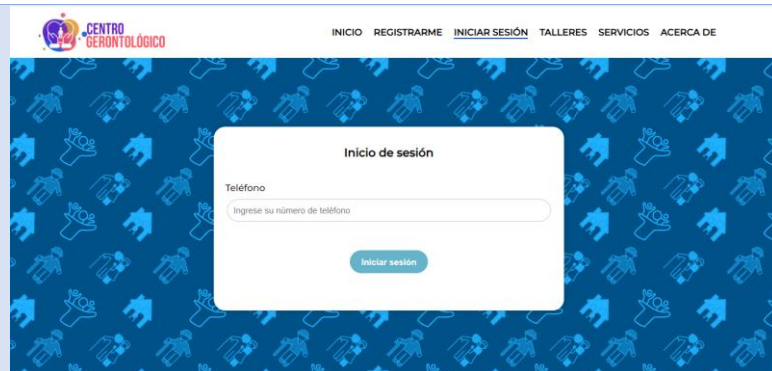 CENTRO
GERONTOLÓGICO
INICIO REGISTRARME INICIAR SESIÓN TALLERES SERVICIOS ACERCA DE
Inicio de sesión
Teléfono
Ingrese su número de teléfono
Iniciar sesión